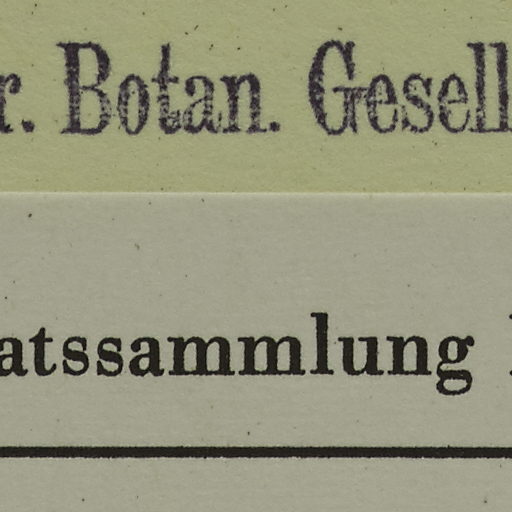 r. Botan. Gesell
atssammlung